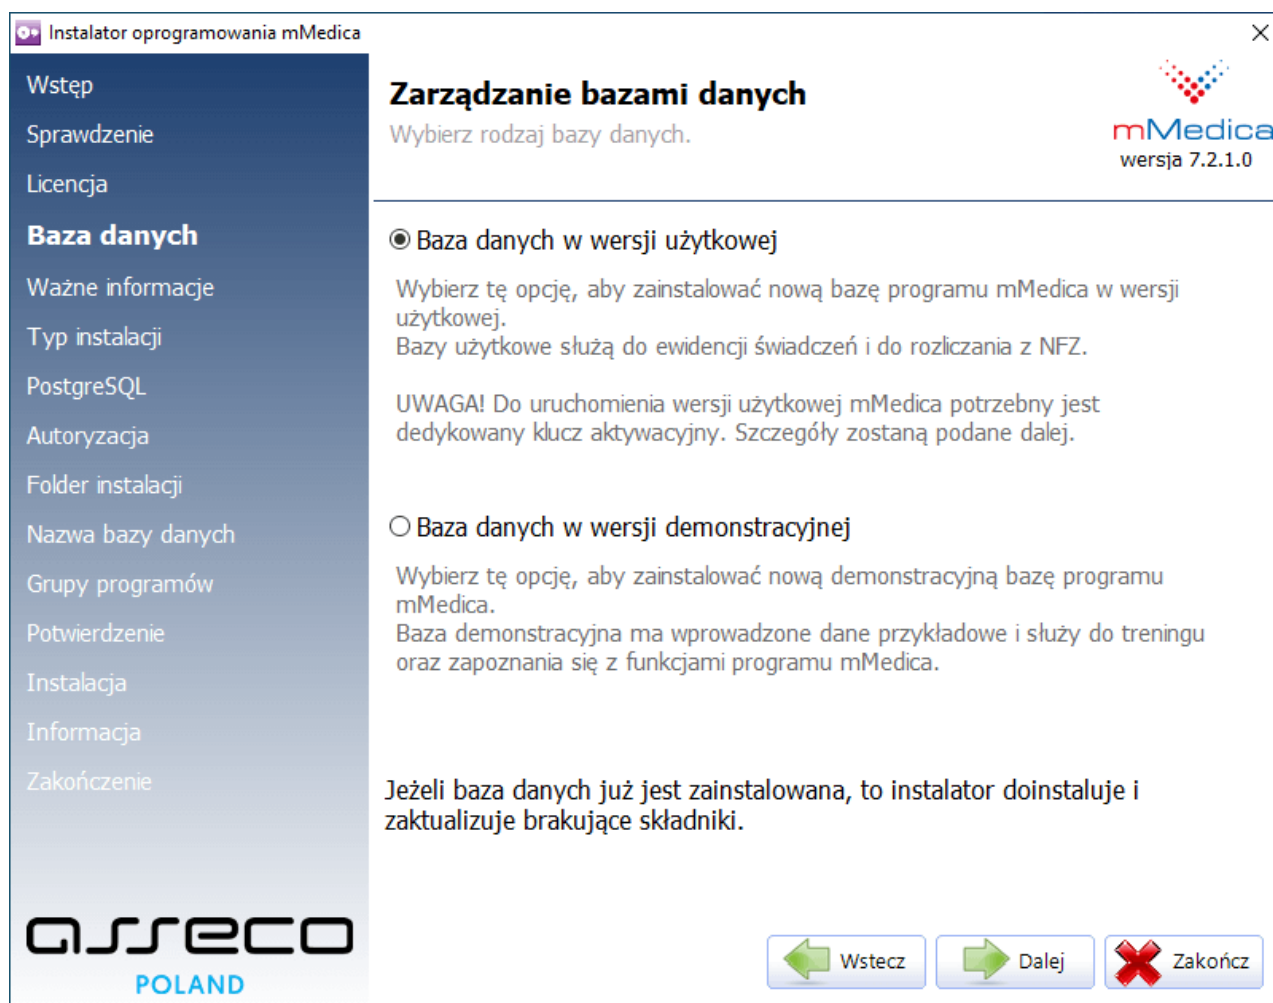 Instalator oprogramowania mMedica
Wstęp
Sprawdzenie
Licencja
Baza danych
Ważne informacje
Typ instalacji
PostgreSQL
Autoryzacja
Folder instalacji
Nazwa bazy danych
Grupy programów
Potwierdzenie
Instalacja
Informacja
Zakończenie
asseco
POLAND
Zarządzanie bazami danych
Wybierz rodzaj bazy danych.
mMedica
wersja 7.2.1.0
Baza danych w wersji użytkowej
Wybierz tę opcję, aby zainstalować nową bazę programu mMedica w wersji
użytkowej.
Bazy użytkowe służą do ewidencji świadczeń i do rozliczania z NFZ.
UWAGA! Do uruchomienia wersji użytkowej mMedica potrzebny jest
dedykowany klucz aktywacyjny. Szczegóły zostaną podane dalej.
Baza danych w wersji demonstracyjnej
Wybierz tę opcję, aby zainstalować nową demonstracyjną bazę programu
mMedica.
Baza demonstracyjna ma wprowadzone dane przykładowe i służy do treningu
oraz zapoznania się z funkcjami programu mMedica.
Jeżeli baza danych już jest zainstalowana, to instalator doinstaluje i
zaktualizuje brakujące składniki.
Wstecz
Dalej
Zakończ